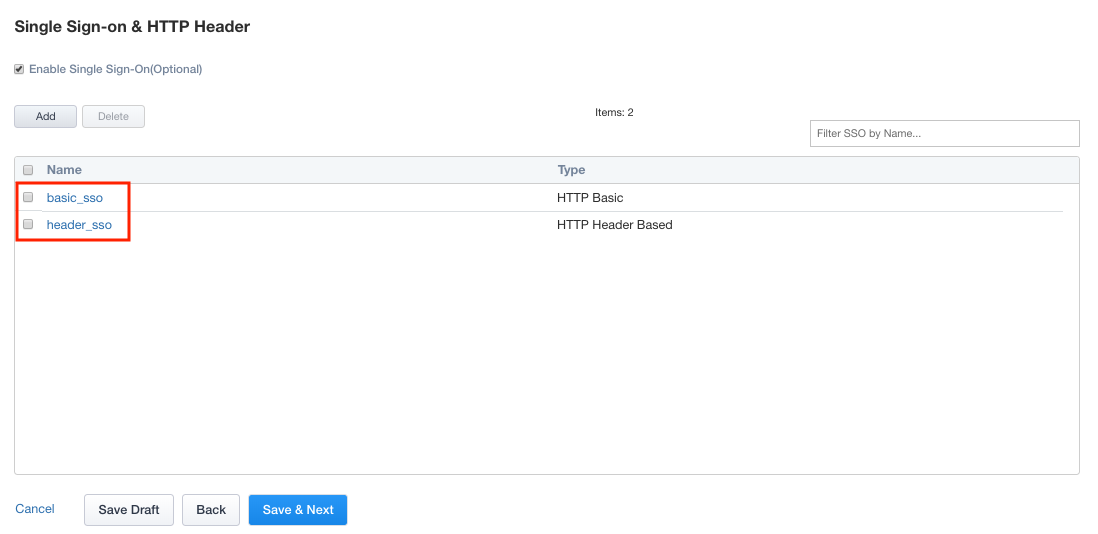 Single Sign-on & HTTP Header
Enable Single Sign-On(Optional)
Add Delete Items: 2
Filter SSO by Name...
Name Type
basic_sso HTTP Basic
header_sso HTTP Header Based
Cancel Save Draft Back Save & Next